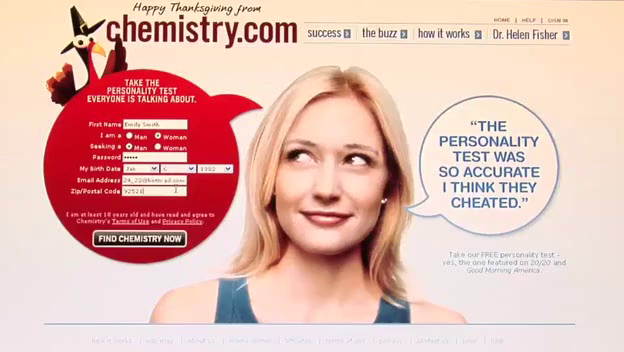 Happy Thanksgiving from
chemistry.com
HOME | HELP | SIGN IN
success
the buzz
how it works
Dr. Helen Fisher
TAKE THE
PERSONALITY TEST
EVERYONE IS TALKING ABOUT.
First Name Emily Smith
I am a Man Woman
Seeking a Man Woman
Password •••••
My Birth Date Jan 1982
Email Address
Zip/Postal Code
I am at least 18 years old and have read and agree to
Chemistry's Terms of Use and Privacy Policy.
FIND CHEMISTRY NOW
“THE
PERSONALITY
TEST WAS
SO ACCURATE
I THINK THEY
CHEATED.”
Take our FREE personality test –
yes, the one featured on 20/20 and
Good Morning America.